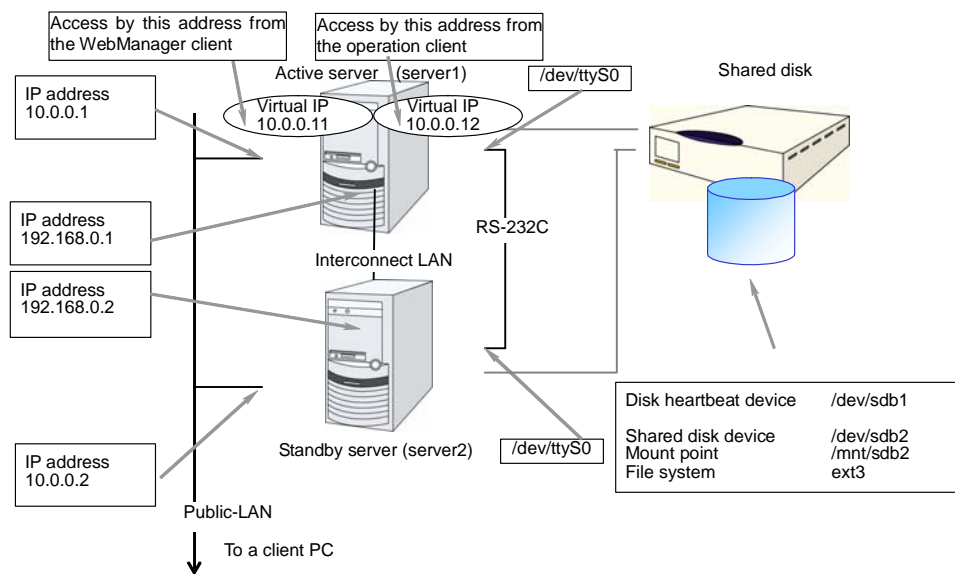 Access by this address from
the WebManager client
Access by this address from
the operation client
Active server (server1)
/dev/ttyS0
Shared disk
IP address
10.0.0.1
Virtual IP
10.0.0.11
Virtual IP
10.0.0.12
IP address
192.168.0.1
RS-232C
Interconnect LAN
IP address
192.168.0.2
Disk heartbeat device /dev/sdb1
Shared disk device /dev/sdb2
Mount point /mnt/sdb2
File system ext3
Standby server (server2)
/dev/ttyS0
IP address
10.0.0.2
Public-LAN
To a client PC